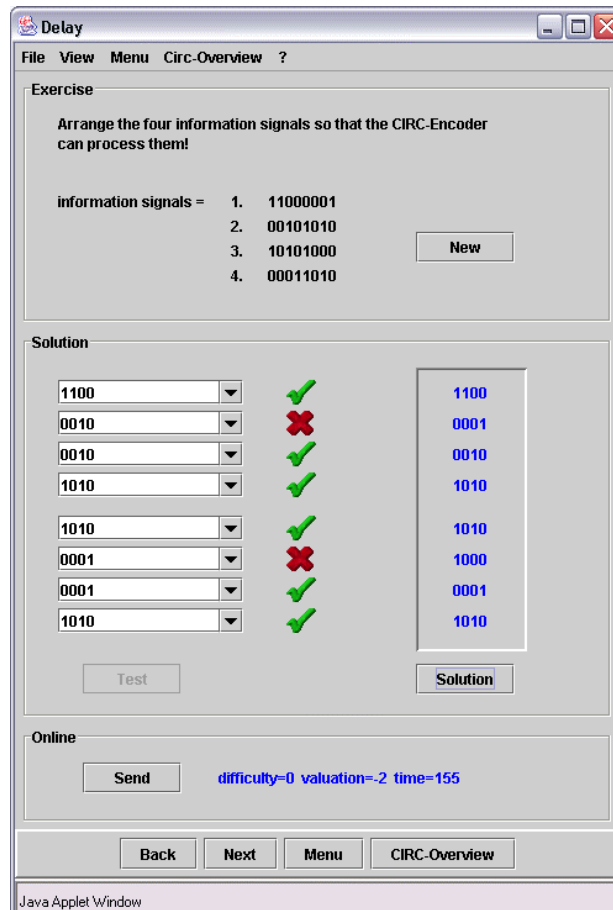 Delay
File View Menu Circ-Overview ?
Exercise
Arrange the four information signals so that the CIRC-Encoder
can process them!
information signals = 1. 11000001
2. 00101010
3. 10101000
New
4. 00011010
Solution
1100 1100
0010 0001
0010 0010
1010 1010
1010 1010
0001 1000
0001 0001
1010 1010
Test Solution
Online
Send difficulty=0 valuation=-2 time=155
Back Next Menu CIRC-Overview
Java Applet Window